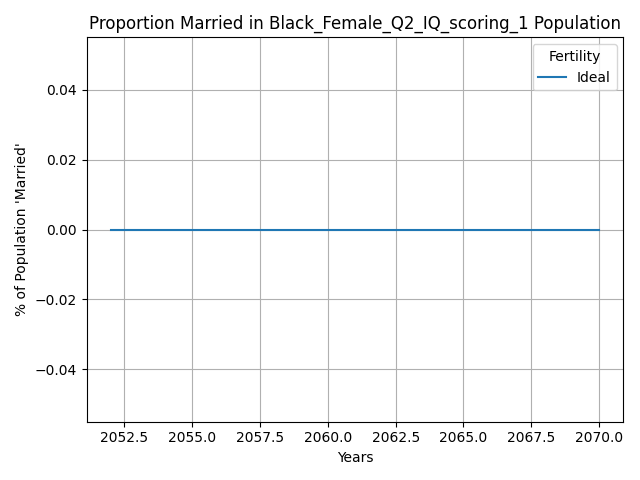 Proportion Married in Black_Female_Q2_IQ_scoring_1 Population
Fertility
Ideal
% of Population 'Married'
0.04
0.02
0.00
−0.02
−0.04
2052.5 2055.0 2057.5 2060.0 2062.5 2065.0 2067.5 2070.0
Years